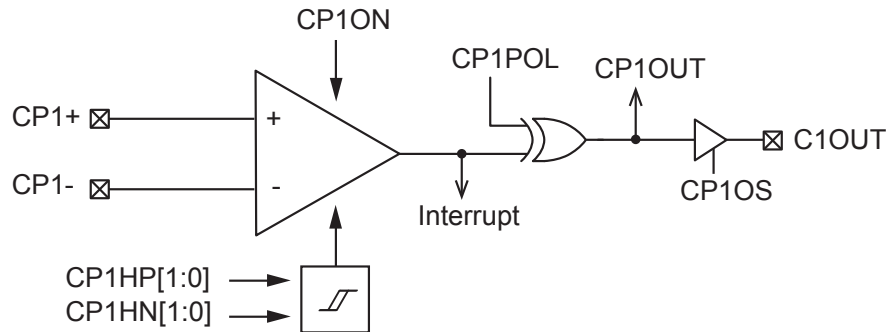 CP1ON
CP1POL
CP1OUT
CP1+
+
C1OUT
CP1-
-
CP1OS
Interrupt
CP1HP[1:0]
CP1HN[1:0]